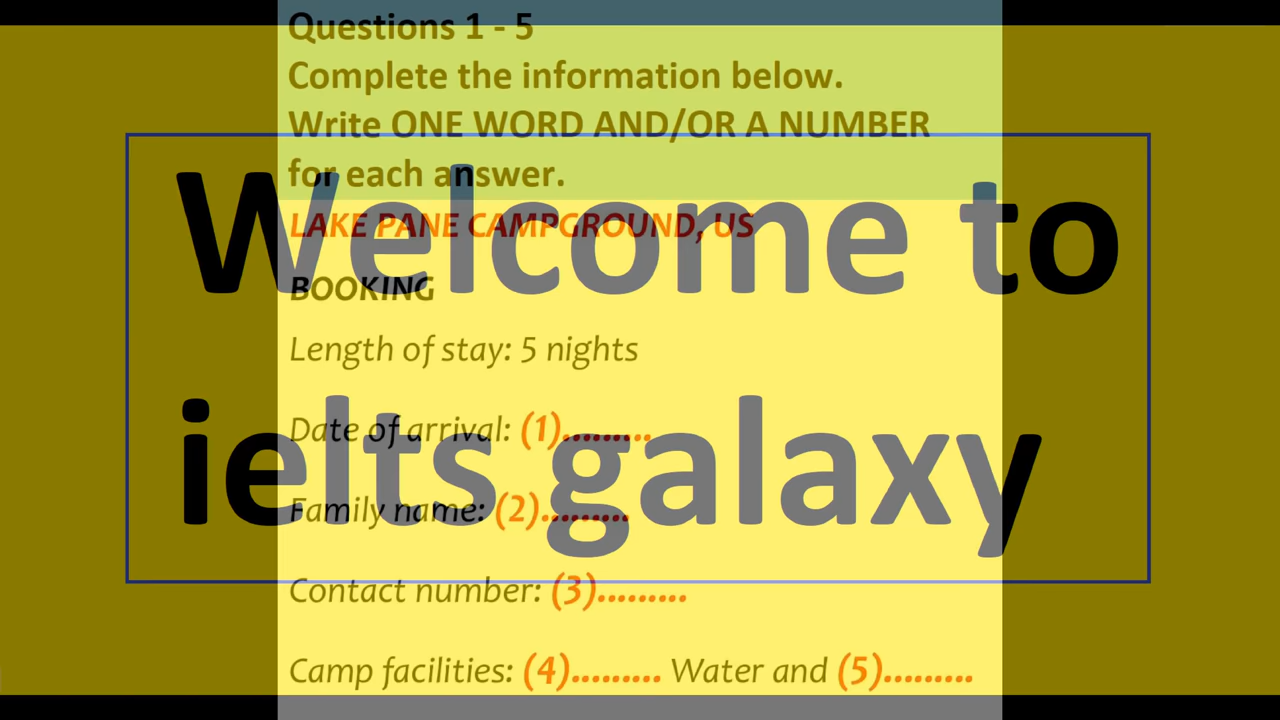 Questions 1 - 5
Complete the information below.
Write ONE WORD AND/OR A NUMBER
for each answer.
LAKE PANE CAMPGROUND, US
BOOKING
Length of stay: 5 nights
Date of arrival: (1).........
Family name: (2).........
Contact number: (3).........
Camp facilities: (4)......... Water and (5).........
Welcome to
ielts galaxy